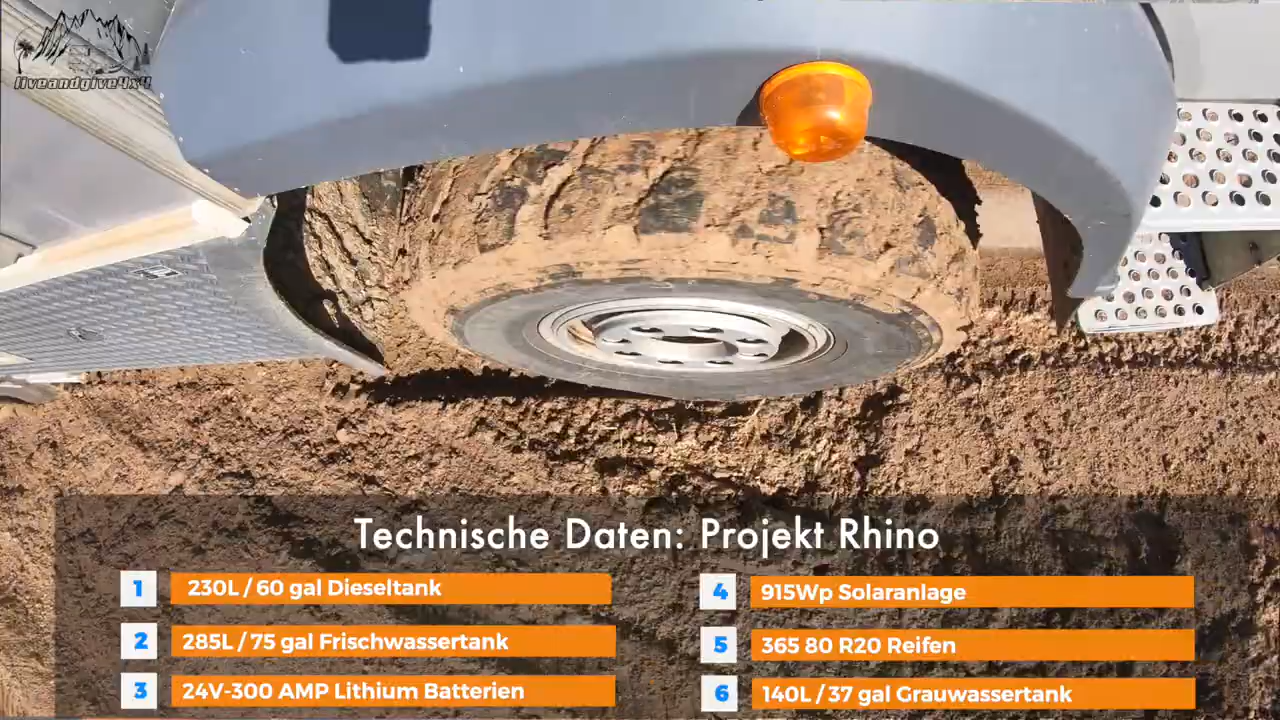 liveandgive4x4
Technische Daten: Projekt Rhino
1 230L / 60 gal Dieseltank
2 285L / 75 gal Frischwassertank
3 24V-300 AMP Lithium Batterien
4 915Wp Solaranlage
5 365 80 R20 Reifen
6 140L / 37 gal Grauwassertank